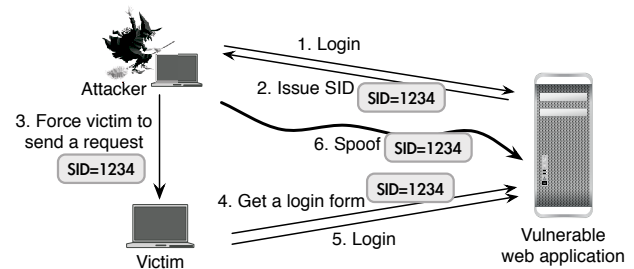 1. Login
2. Issue SID
SID=1234
Attacker
3. Force victim to
send a request
SID=1234
6. Spoof
SID=1234
SID=1234
4. Get a login form
5. Login
Victim
Vulnerable
web application